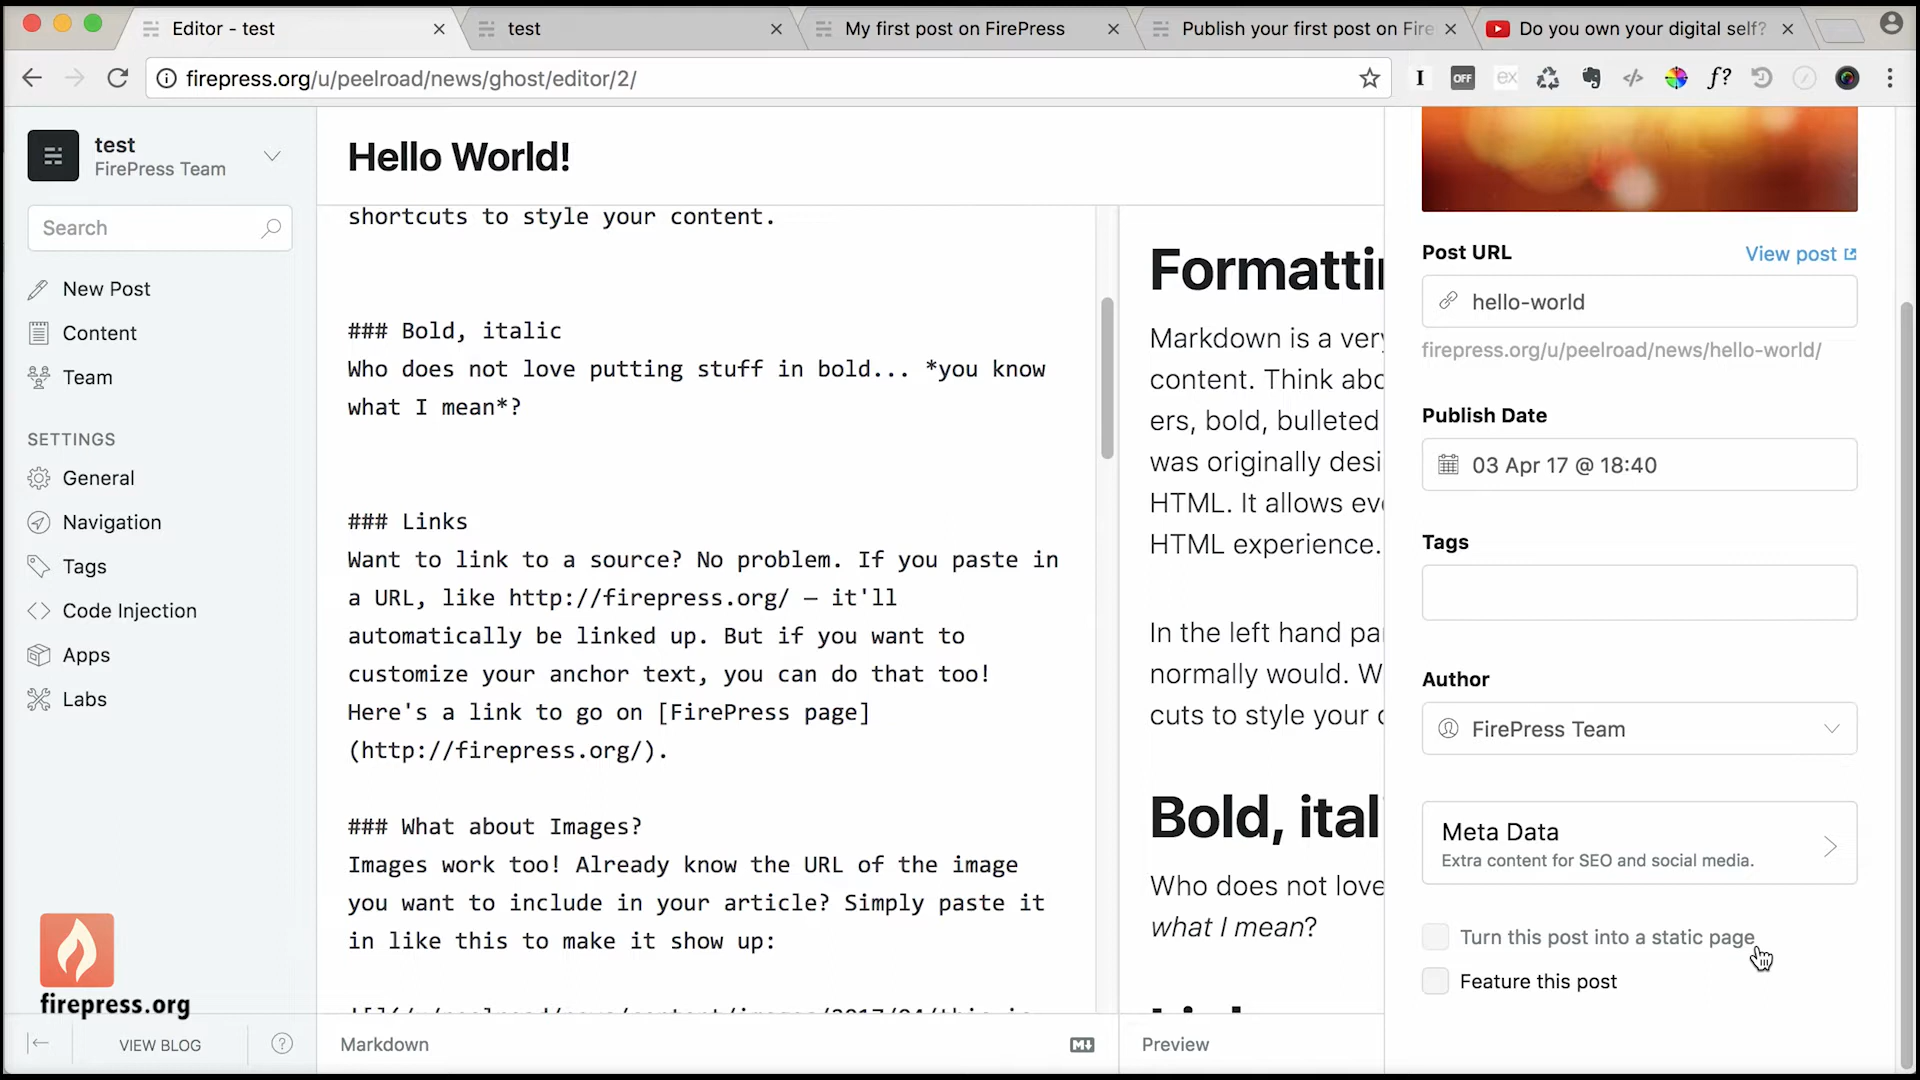 Editor - test
test
My first post on FirePress
Publish your first post on Fire
Do you own your digital self?
firepress.org/u/peelroad/news/ghost/editor/2/
I
OFF
ex
</>
f?
test
FirePress Team
Search
New Post
Content
Team
SETTINGS
General
Navigation
Tags
Code Injection
Apps
Labs
firepress.org
VIEW BLOG
?
Hello World!
shortcuts to style your content.
### Bold, italic
Who does not love putting stuff in bold... *you know
what I mean*?
### Links
Want to link to a source? No problem. If you paste in
a URL, like http://firepress.org/ — it'll
automatically be linked up. But if you want to
customize your anchor text, you can do that too!
Here's a link to go on [FirePress page]
(http://firepress.org/).
### What about Images?
Images work too! Already know the URL of the image
you want to include in your article? Simply paste it
in like this to make it show up:
Markdown
M
Formattin
Markdown is a very
content. Think abo
ers, bold, bulleted
was originally desi
HTML. It allows eve
HTML experience.
In the left hand pa
normally would. W
cuts to style your c
Bold, ital
Who does not love
what I mean?
Preview
Post URL
View post
hello-world
firepress.org/u/peelroad/news/hello-world/
Publish Date
03 Apr 17 @ 18:40
Tags
Author
FirePress Team
Meta Data
Extra content for SEO and social media.
Turn this post into a static page
Feature this post